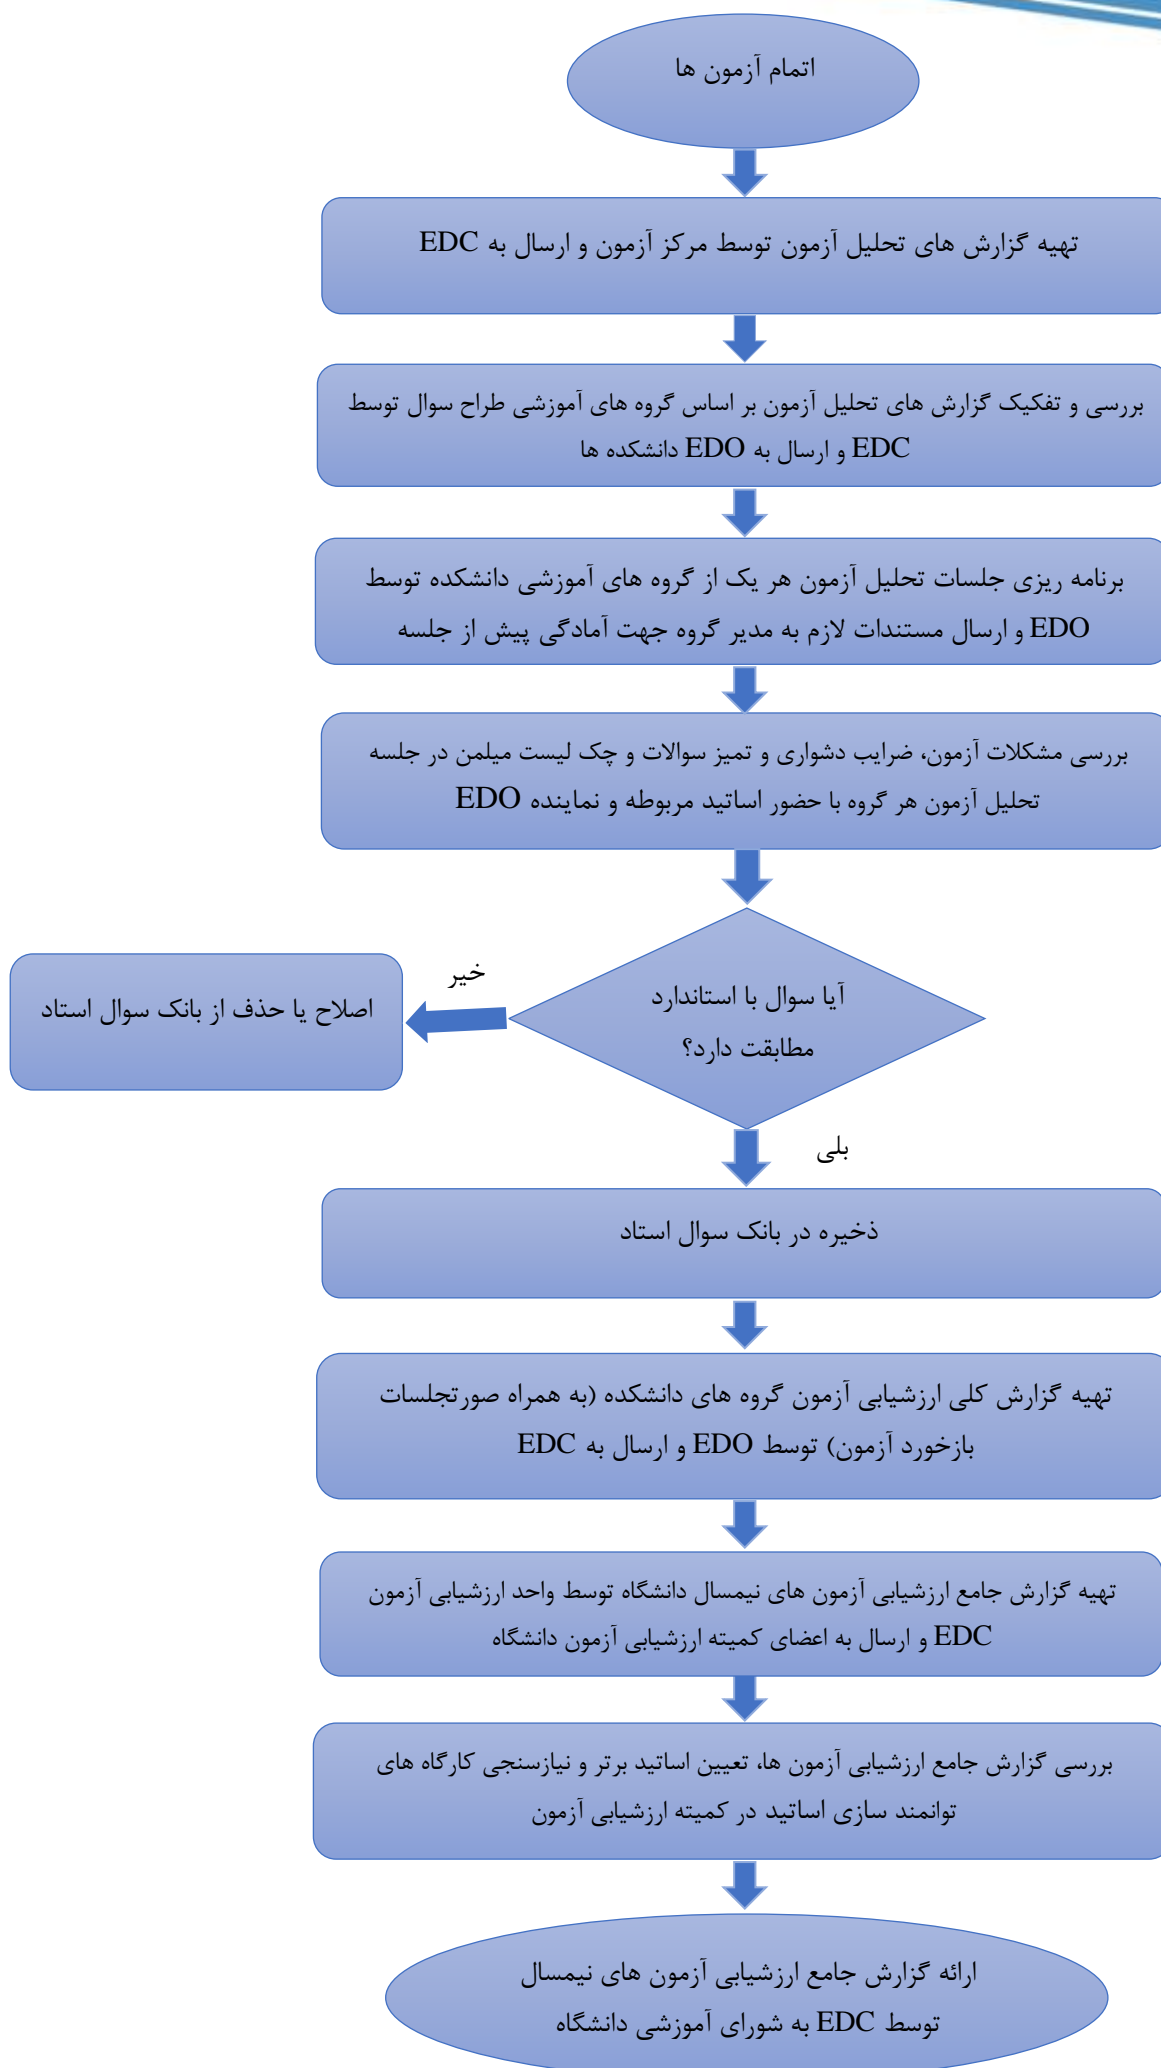 اتمام آزمون ها
تهیه گزارش های تحلیل آزمون توسط مرکز آزمون و ارسال به EDC
بررسی و تفکیک گزارش های تحلیل آزمون بر اساس گروه های آموزشی طراح سوال توسط
EDC و ارسال به EDO دانشکده ها
برنامه ریزی جلسات تحلیل آزمون هر یک از گروه های آموزشی دانشکده توسط
EDO و ارسال مستندات لازم به مدیر گروه جهت آمادگی پیش از جلسه
بررسی مشکلات آزمون، ضرایب دشواری و تمیز سوالات و چک لیست میلمن در جلسه
تحلیل آزمون هر گروه با حضور اساتید مربوطه و نماینده EDO
آیا سوال با استاندارد
مطابقت دارد؟
خیر
اصلاح یا حذف از بانک سوال استاد
بلی
ذخیره در بانک سوال استاد
تهیه گزارش کلی ارزشیابی آزمون گروه های دانشکده (به همراه صورتجلسات
بازخورد آزمون) توسط EDO و ارسال به EDC
تهیه گزارش جامع ارزشیابی آزمون های نیمسال دانشگاه توسط واحد ارزشیابی آزمون
EDC و ارسال به اعضای کمیته ارزشیابی آزمون دانشگاه
بررسی گزارش جامع ارزشیابی آزمون ها، تعیین اساتید برتر و نیازسنجی کارگاه های
توانمند سازی اساتید در کمیته ارزشیابی آزمون
ارائه گزارش جامع ارزشیابی آزمون های نیمسال
توسط EDC به شورای آموزشی دانشگاه